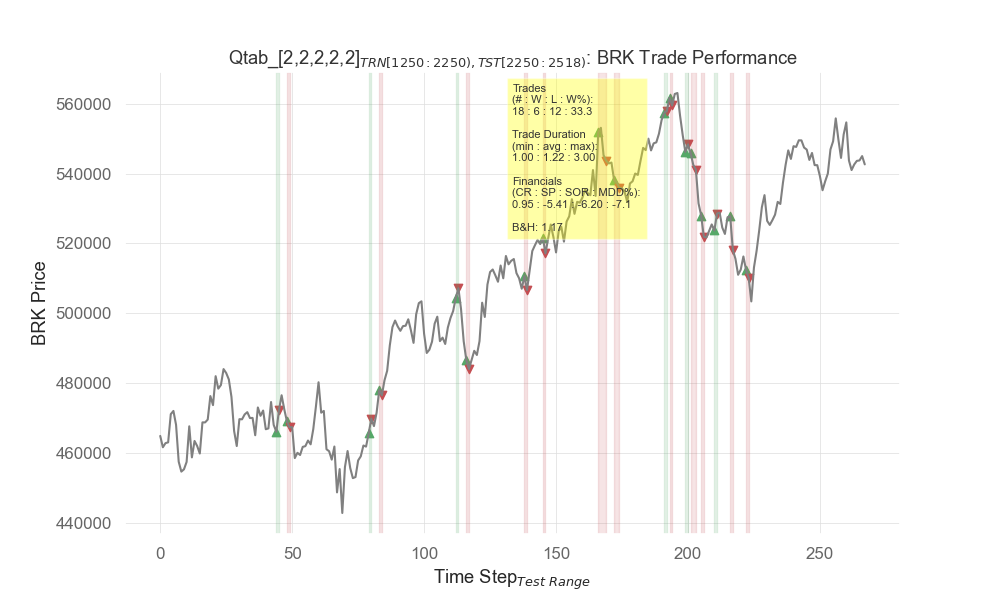 Qtab_[2,2,2,2,2]TRN[1250:2250),TST[2250:2518): BRK Trade Performance
Trades
(# : W : L : W%):
18 : 6 : 12 : 33.3
Trade Duration
(min : avg : max):
1.00 : 1.22 : 3.00
Financials
(CR : SP : SOR : MDD%):
0.95 : -5.41 : -6.20 : -7.1
B&H: 1.17
560000
540000
520000
500000
480000
460000
440000
BRK Price
0
50
100
150
200
250
Time StepTest Range